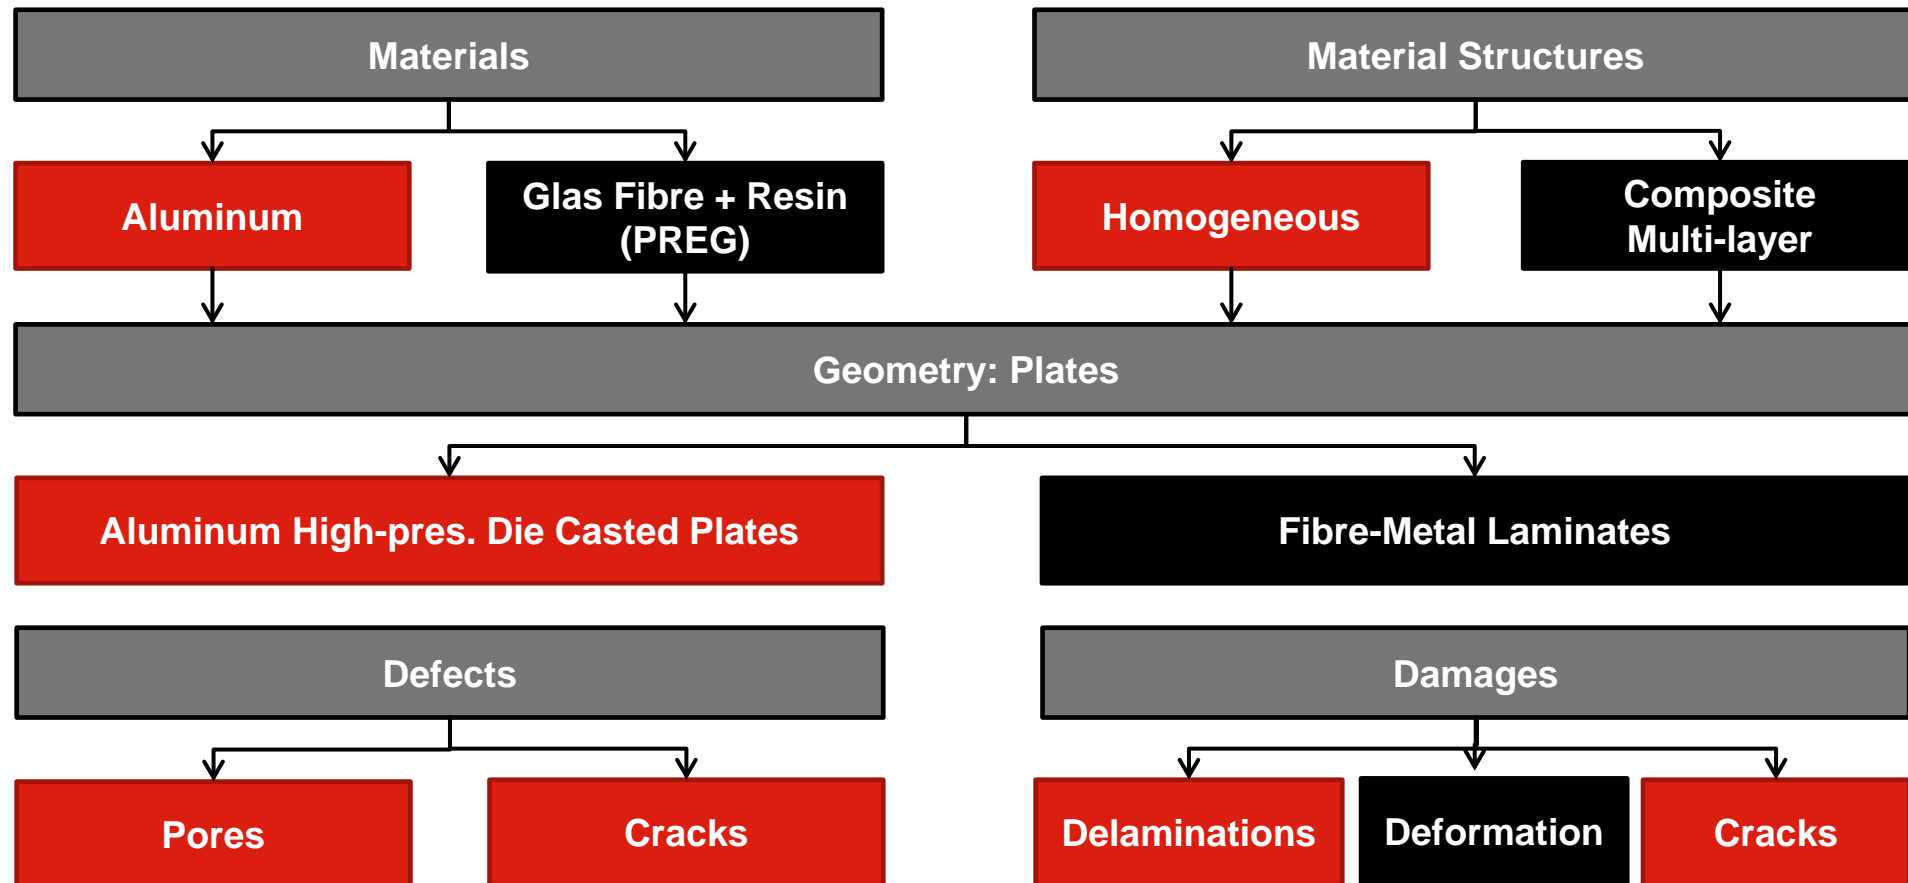 Materials
Material Structures
Aluminum
Glas Fibre + Resin
(PREG)
Homogeneous
Composite
Multi-layer
Geometry: Plates
Aluminum High-pres. Die Casted Plates
Fibre-Metal Laminates
Defects
Damages
Pores
Cracks
Delaminations
Deformation
Cracks